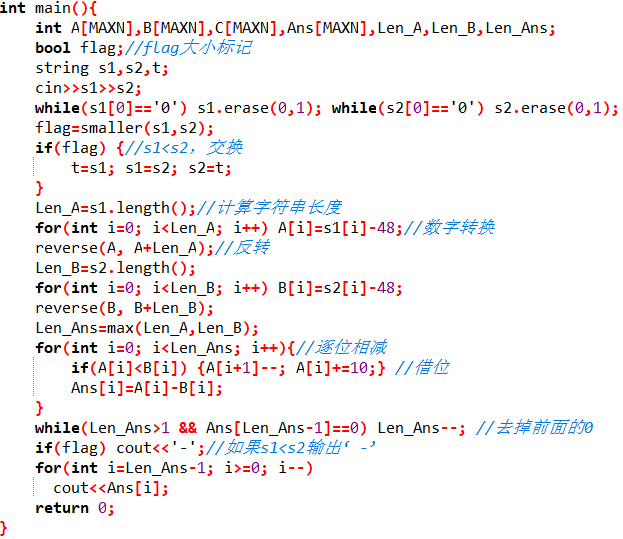 int main(){
    int A[MAXN],B[MAXN],C[MAXN],Ans[MAXN],Len_A,Len_B,Len_Ans;
    bool flag;//flag大小标记
    string s1,s2,t;
    cin>>s1>>s2;
    while(s1[0]=='0') s1.erase(0,1); while(s2[0]=='0') s2.erase(0,1);
    flag=smaller(s1,s2);
    if(flag) {//s1<s2，交换
        t=s1; s1=s2; s2=t;
    }
    Len_A=s1.length();//计算字符串长度
    for(int i=0; i<Len_A; i++) A[i]=s1[i]-48;//数字转换
    reverse(A, A+Len_A);//反转
    Len_B=s2.length();
    for(int i=0; i<Len_B; i++) B[i]=s2[i]-48;
    reverse(B, B+Len_B);
    Len_Ans=max(Len_A,Len_B);
    for(int i=0; i<Len_Ans; i++){//逐位相减
        if(A[i]<B[i]) {A[i+1]--; A[i]+=10;} //借位
        Ans[i]=A[i]-B[i];
    }
    while(Len_Ans>1 && Ans[Len_Ans-1]==0) Len_Ans--; //去掉前面的0
    if(flag) cout<<'-';//如果s1<s2输出‘-’
    for(int i=Len_Ans-1; i>=0; i--)
      cout<<Ans[i];
    return 0;
}